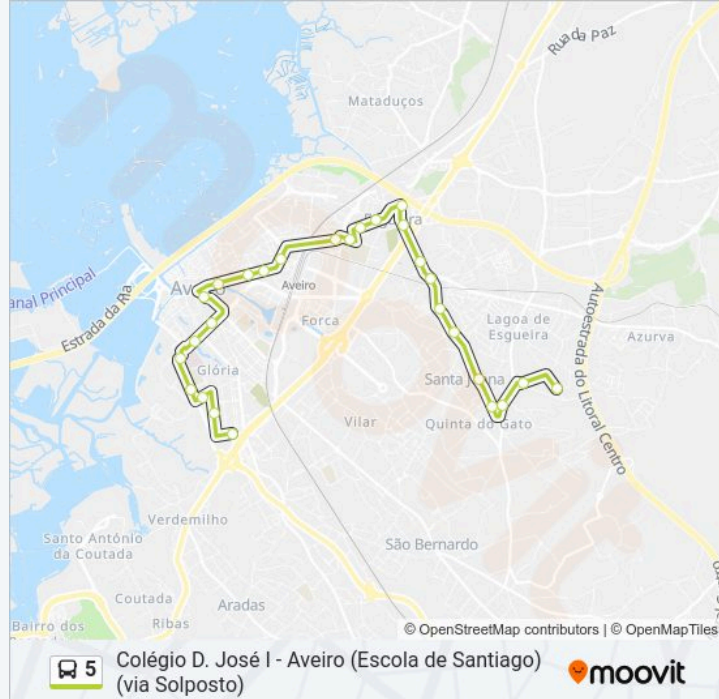 Rua da Paz
Mataduços
Aveiro
Canal Principal
Estrada da Ria
Aveiro
Forca
Lagoa de
Esgueira
Azurva
Autoestrada do Litoral Centro
Glória
Santa Joana
Vilar
Quinta do Gato
Verdemilho
Santo António
da Coutada
São Bernardo
Coutada
Aradas
Bairro dos
Ribas
© OpenStreetMap contributors | © OpenMapTiles
5
Colégio D. José I - Aveiro (Escola de Santiago)
(via Solposto)
moovit